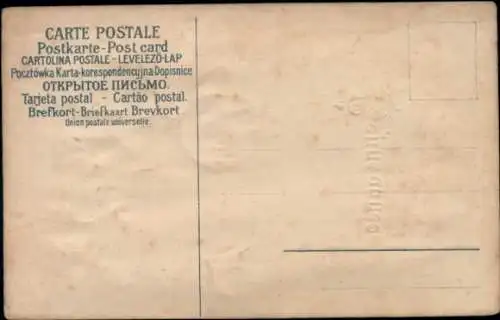 CARTE POSTALE
Postkarte - Post card
CARTOLINA POSTALE - LEVELEZŐ-LAP
Pocztówka Karta-korespondencyjna Dopisnice
ОТКРЫТОЕ ПИСЬМО.
Tarjeta postal - Cartão postal.
Brefkort - Briefkaart Brevkort
Union postale universelle.